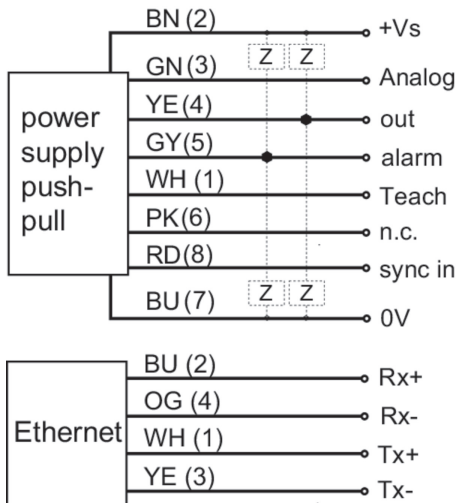 BN (2) +Vs
Z Z
GN (3) Analog
YE (4) out
GY (5) alarm
WH (1) Teach
PK (6) n.c.
RD (8) sync in
Z Z
BU (7) 0V
power
supply
push-
pull
BU (2) Rx+
OG (4) Rx-
WH (1) Tx+
YE (3) Tx-
Ethernet